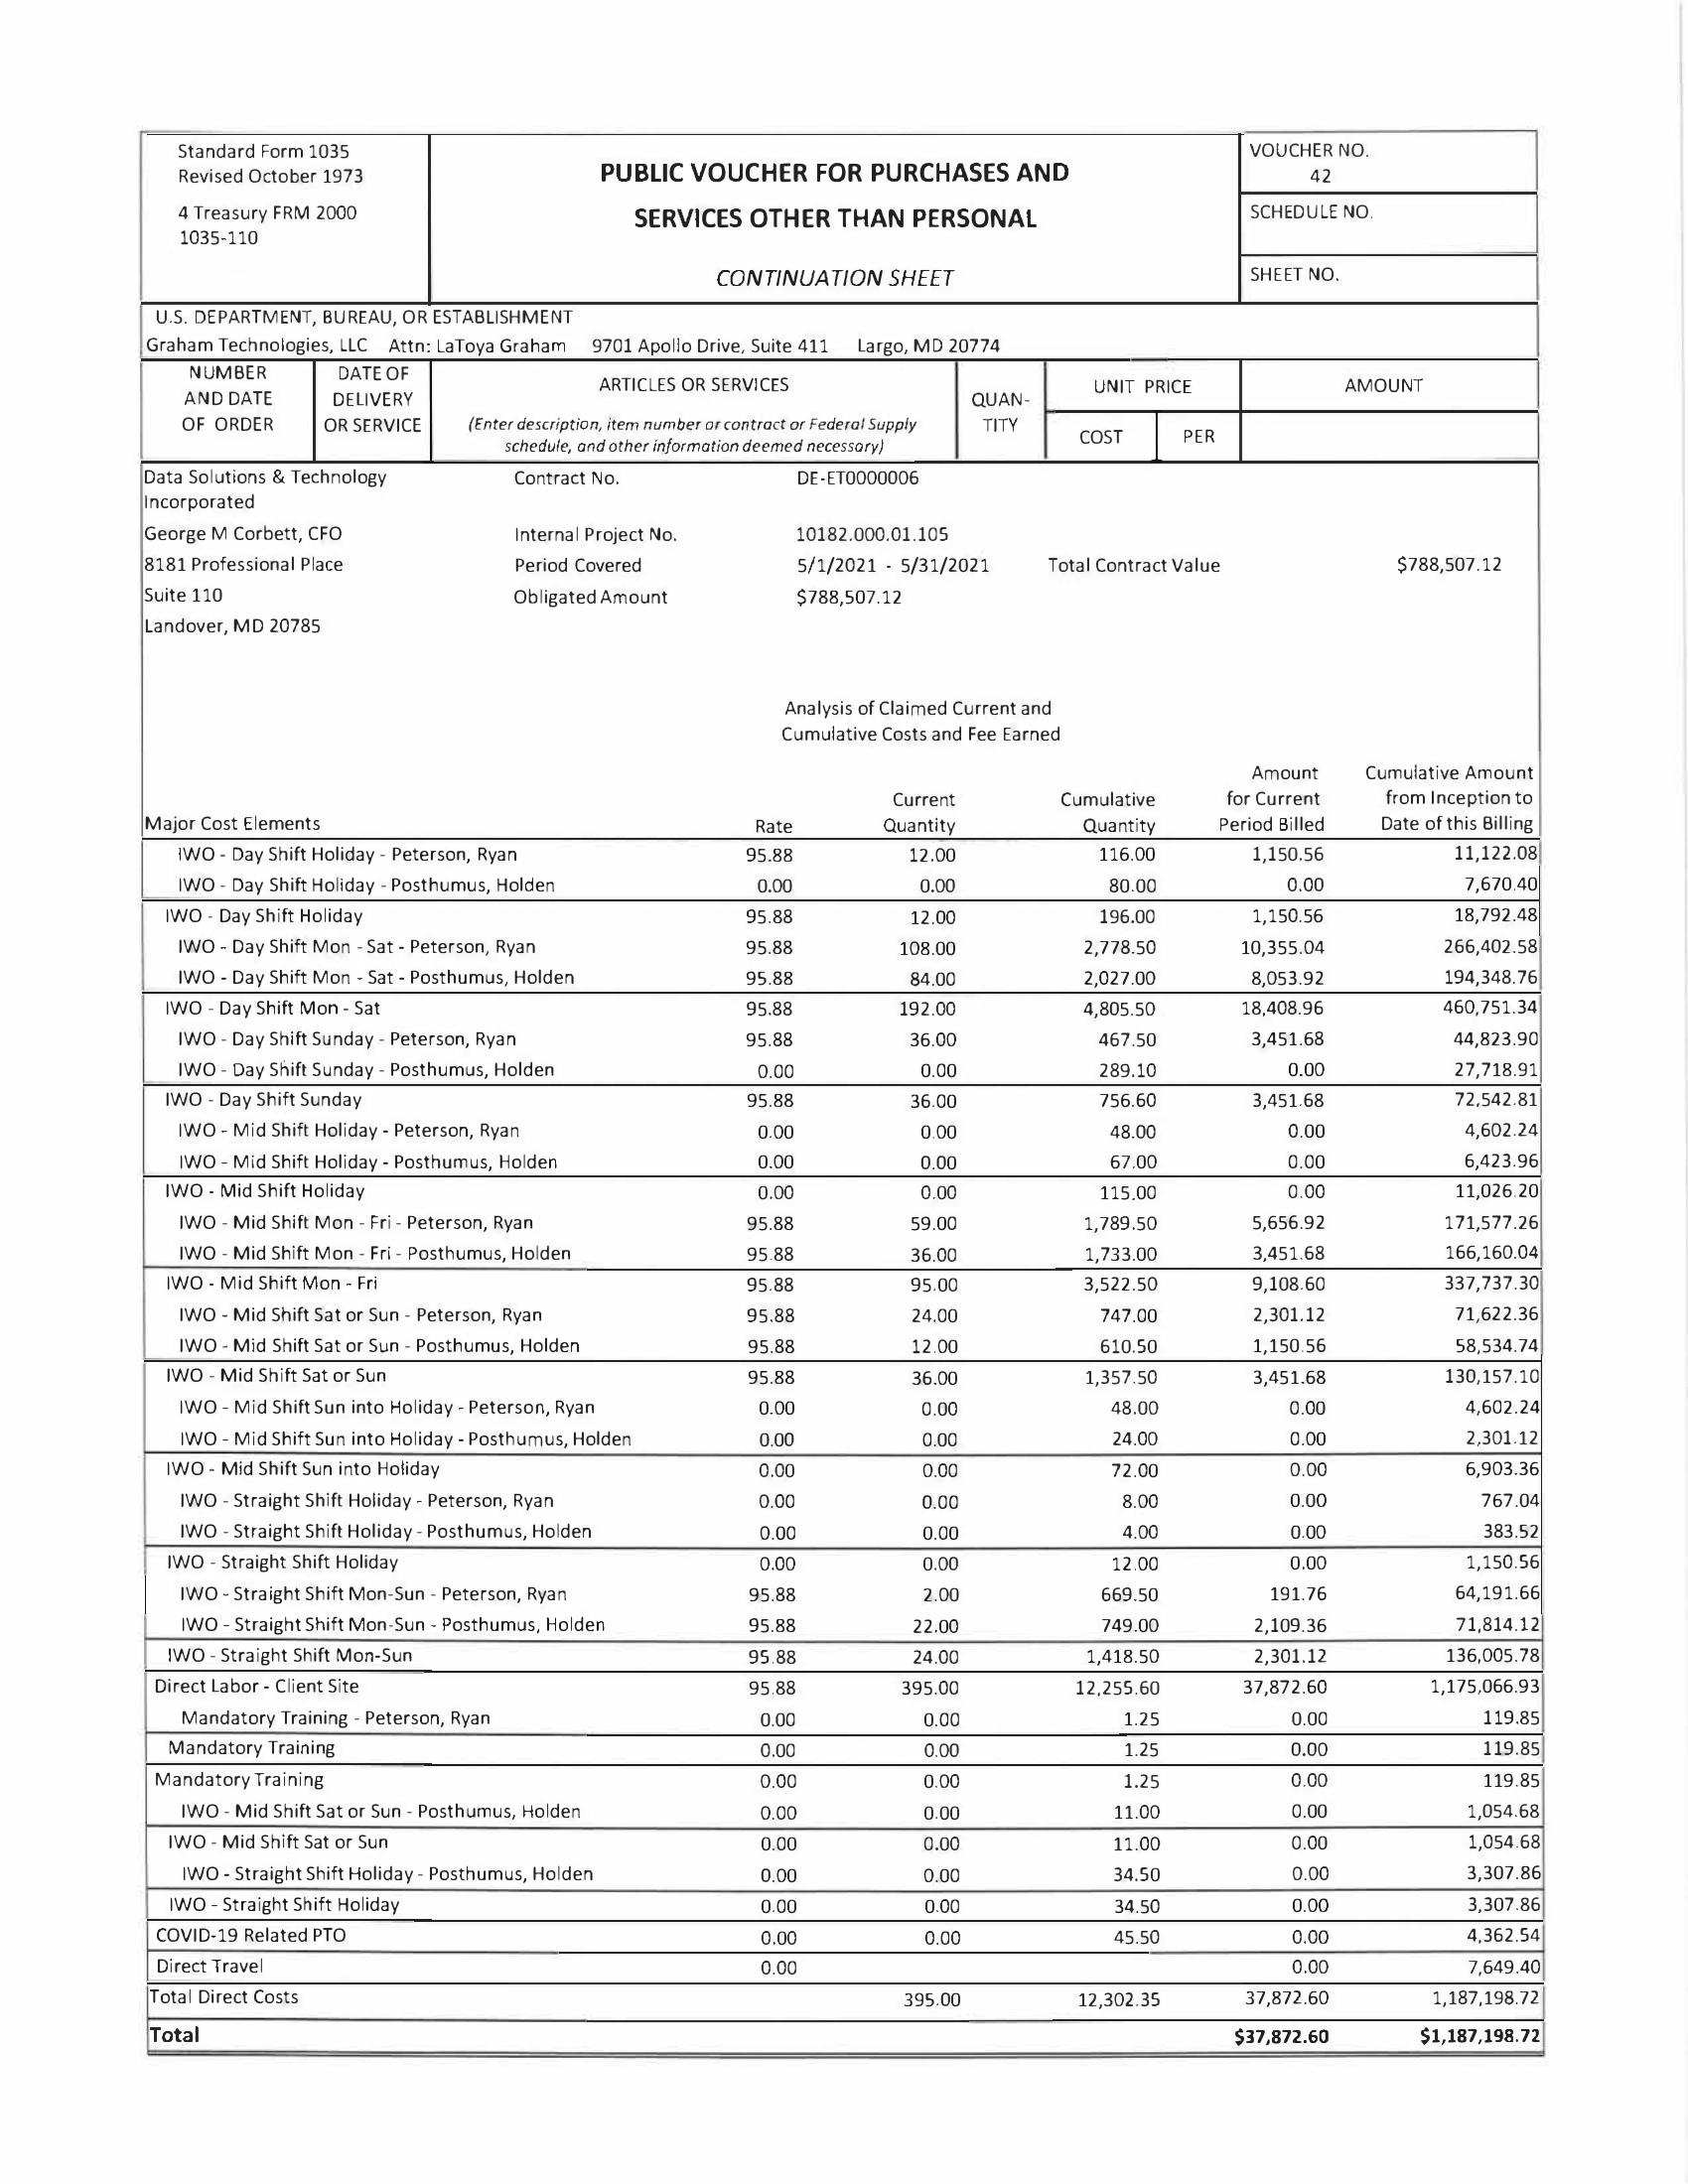 Standard Form 1035
Revised October 1973
4 Treasury FRM 2000
1035-110
PUBLIC VOUCHER FOR PURCHASES AND
SERVICES OTHER THAN PERSONAL
CONTINUATION SHEET
VOUCHER NO.
42
SCHEDULE NO.
SHEET NO.
U.S. DEPARTMENT, BUREAU, OR ESTABLISHMENT
Graham Technologies, LLC Attn: LaToya Graham 9701 Apollo Drive, Suite 411 Largo, MD 20774
NUMBER
AND DATE
OF ORDER
DATE OF
DELIVERY
OR SERVICE
ARTICLES OR SERVICES
(Enter description, item number or contract or Federal Supply
schedule, and other information deemed necessary)
QUAN-
TITY
UNIT PRICE
COST PER
AMOUNT
Data Solutions & Technology Contract No. DE-ET0000006
Incorporated
George M Corbett, CFO Internal Project No. 10182.000.01.105
8181 Professional Place Period Covered 5/1/2021 - 5/31/2021 Total Contract Value $788,507.12
Suite 110 Obligated Amount $788,507.12
Landover, MD 20785
Analysis of Claimed Current and
Cumulative Costs and Fee Earned
Amount Cumulative Amount
Current Cumulative for Current from Inception to
Major Cost Elements Rate Quantity Quantity Period Billed Date of this Billing
IWO - Day Shift Holiday - Peterson, Ryan 95.88 12.00 116.00 1,150.56 11,122.08
IWO - Day Shift Holiday - Posthumus, Holden 0.00 0.00 80.00 0.00 7,670.40
IWO - Day Shift Holiday 95.88 12.00 196.00 1,150.56 18,792.48
IWO - Day Shift Mon - Sat - Peterson, Ryan 95.88 108.00 2,778.50 10,355.04 266,402.58
IWO - Day Shift Mon - Sat - Posthumus, Holden 95.88 84.00 2,027.00 8,053.92 194,348.76
IWO - Day Shift Mon - Sat 95.88 192.00 4,805.50 18,408.96 460,751.34
IWO - Day Shift Sunday - Peterson, Ryan 95.88 36.00 467.50 3,451.68 44,823.90
IWO - Day Shift Sunday - Posthumus, Holden 0.00 0.00 289.10 0.00 27,718.91
IWO - Day Shift Sunday 95.88 36.00 756.60 3,451.68 72,542.81
IWO - Mid Shift Holiday - Peterson, Ryan 0.00 0.00 48.00 0.00 4,602.24
IWO - Mid Shift Holiday - Posthumus, Holden 0.00 0.00 67.00 0.00 6,423.96
IWO - Mid Shift Holiday 0.00 0.00 115.00 0.00 11,026.20
IWO - Mid Shift Mon - Fri - Peterson, Ryan 95.88 59.00 1,789.50 5,656.92 171,577.26
IWO - Mid Shift Mon - Fri - Posthumus, Holden 95.88 36.00 1,733.00 3,451.68 166,160.04
IWO - Mid Shift Mon - Fri 95.88 95.00 3,522.50 9,108.60 337,737.30
IWO - Mid Shift Sat or Sun - Peterson, Ryan 95.88 24.00 747.00 2,301.12 71,622.36
IWO - Mid Shift Sat or Sun - Posthumus, Holden 95.88 12.00 610.50 1,150.56 58,534.74
IWO - Mid Shift Sat or Sun 95.88 36.00 1,357.50 3,451.68 130,157.10
IWO - Mid Shift Sun into Holiday - Peterson, Ryan 0.00 0.00 48.00 0.00 4,602.24
IWO - Mid Shift Sun into Holiday - Posthumus, Holden 0.00 0.00 24.00 0.00 2,301.12
IWO - Mid Shift Sun into Holiday 0.00 0.00 72.00 0.00 6,903.36
IWO - Straight Shift Holiday - Peterson, Ryan 0.00 0.00 8.00 0.00 767.04
IWO - Straight Shift Holiday - Posthumus, Holden 0.00 0.00 4.00 0.00 383.52
IWO - Straight Shift Holiday 0.00 0.00 12.00 0.00 1,150.56
IWO - Straight Shift Mon-Sun - Peterson, Ryan 95.88 2.00 669.50 191.76 64,191.66
IWO - Straight Shift Mon-Sun - Posthumus, Holden 95.88 22.00 749.00 2,109.36 71,814.12
IWO - Straight Shift Mon-Sun 95.88 24.00 1,418.50 2,301.12 136,005.78
Direct Labor - Client Site 95.88 395.00 12,255.60 37,872.60 1,175,066.93
Mandatory Training - Peterson, Ryan 0.00 0.00 1.25 0.00 119.85
Mandatory Training 0.00 0.00 1.25 0.00 119.85
Mandatory Training 0.00 0.00 1.25 0.00 119.85
IWO - Mid Shift Sat or Sun - Posthumus, Holden 0.00 0.00 11.00 0.00 1,054.68
IWO - Mid Shift Sat or Sun 0.00 0.00 11.00 0.00 1,054.68
IWO - Straight Shift Holiday - Posthumus, Holden 0.00 0.00 34.50 0.00 3,307.86
IWO - Straight Shift Holiday 0.00 0.00 34.50 0.00 3,307.86
COVID-19 Related PTO 0.00 0.00 45.50 0.00 4,362.54
Direct Travel 0.00 0.00 7,649.40
Total Direct Costs 395.00 12,302.35 37,872.60 1,187,198.72
Total $37,872.60 $1,187,198.72